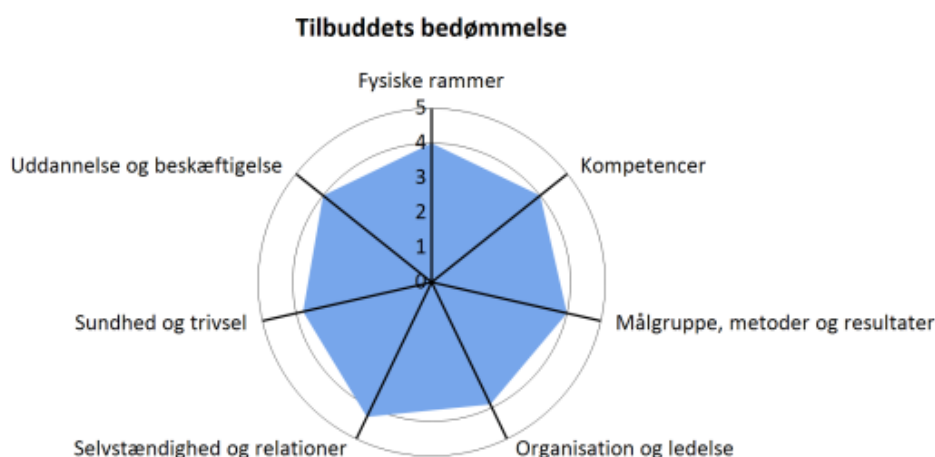 Tilbuddets bedømmelse
Fysiske rammer
5
Uddannelse og beskæftigelse
4
Kompetencer
3
2
1
0
Sundhed og trivsel
Målgruppe, metoder og resultater
Selvstændighed og relationer
Organisation og ledelse